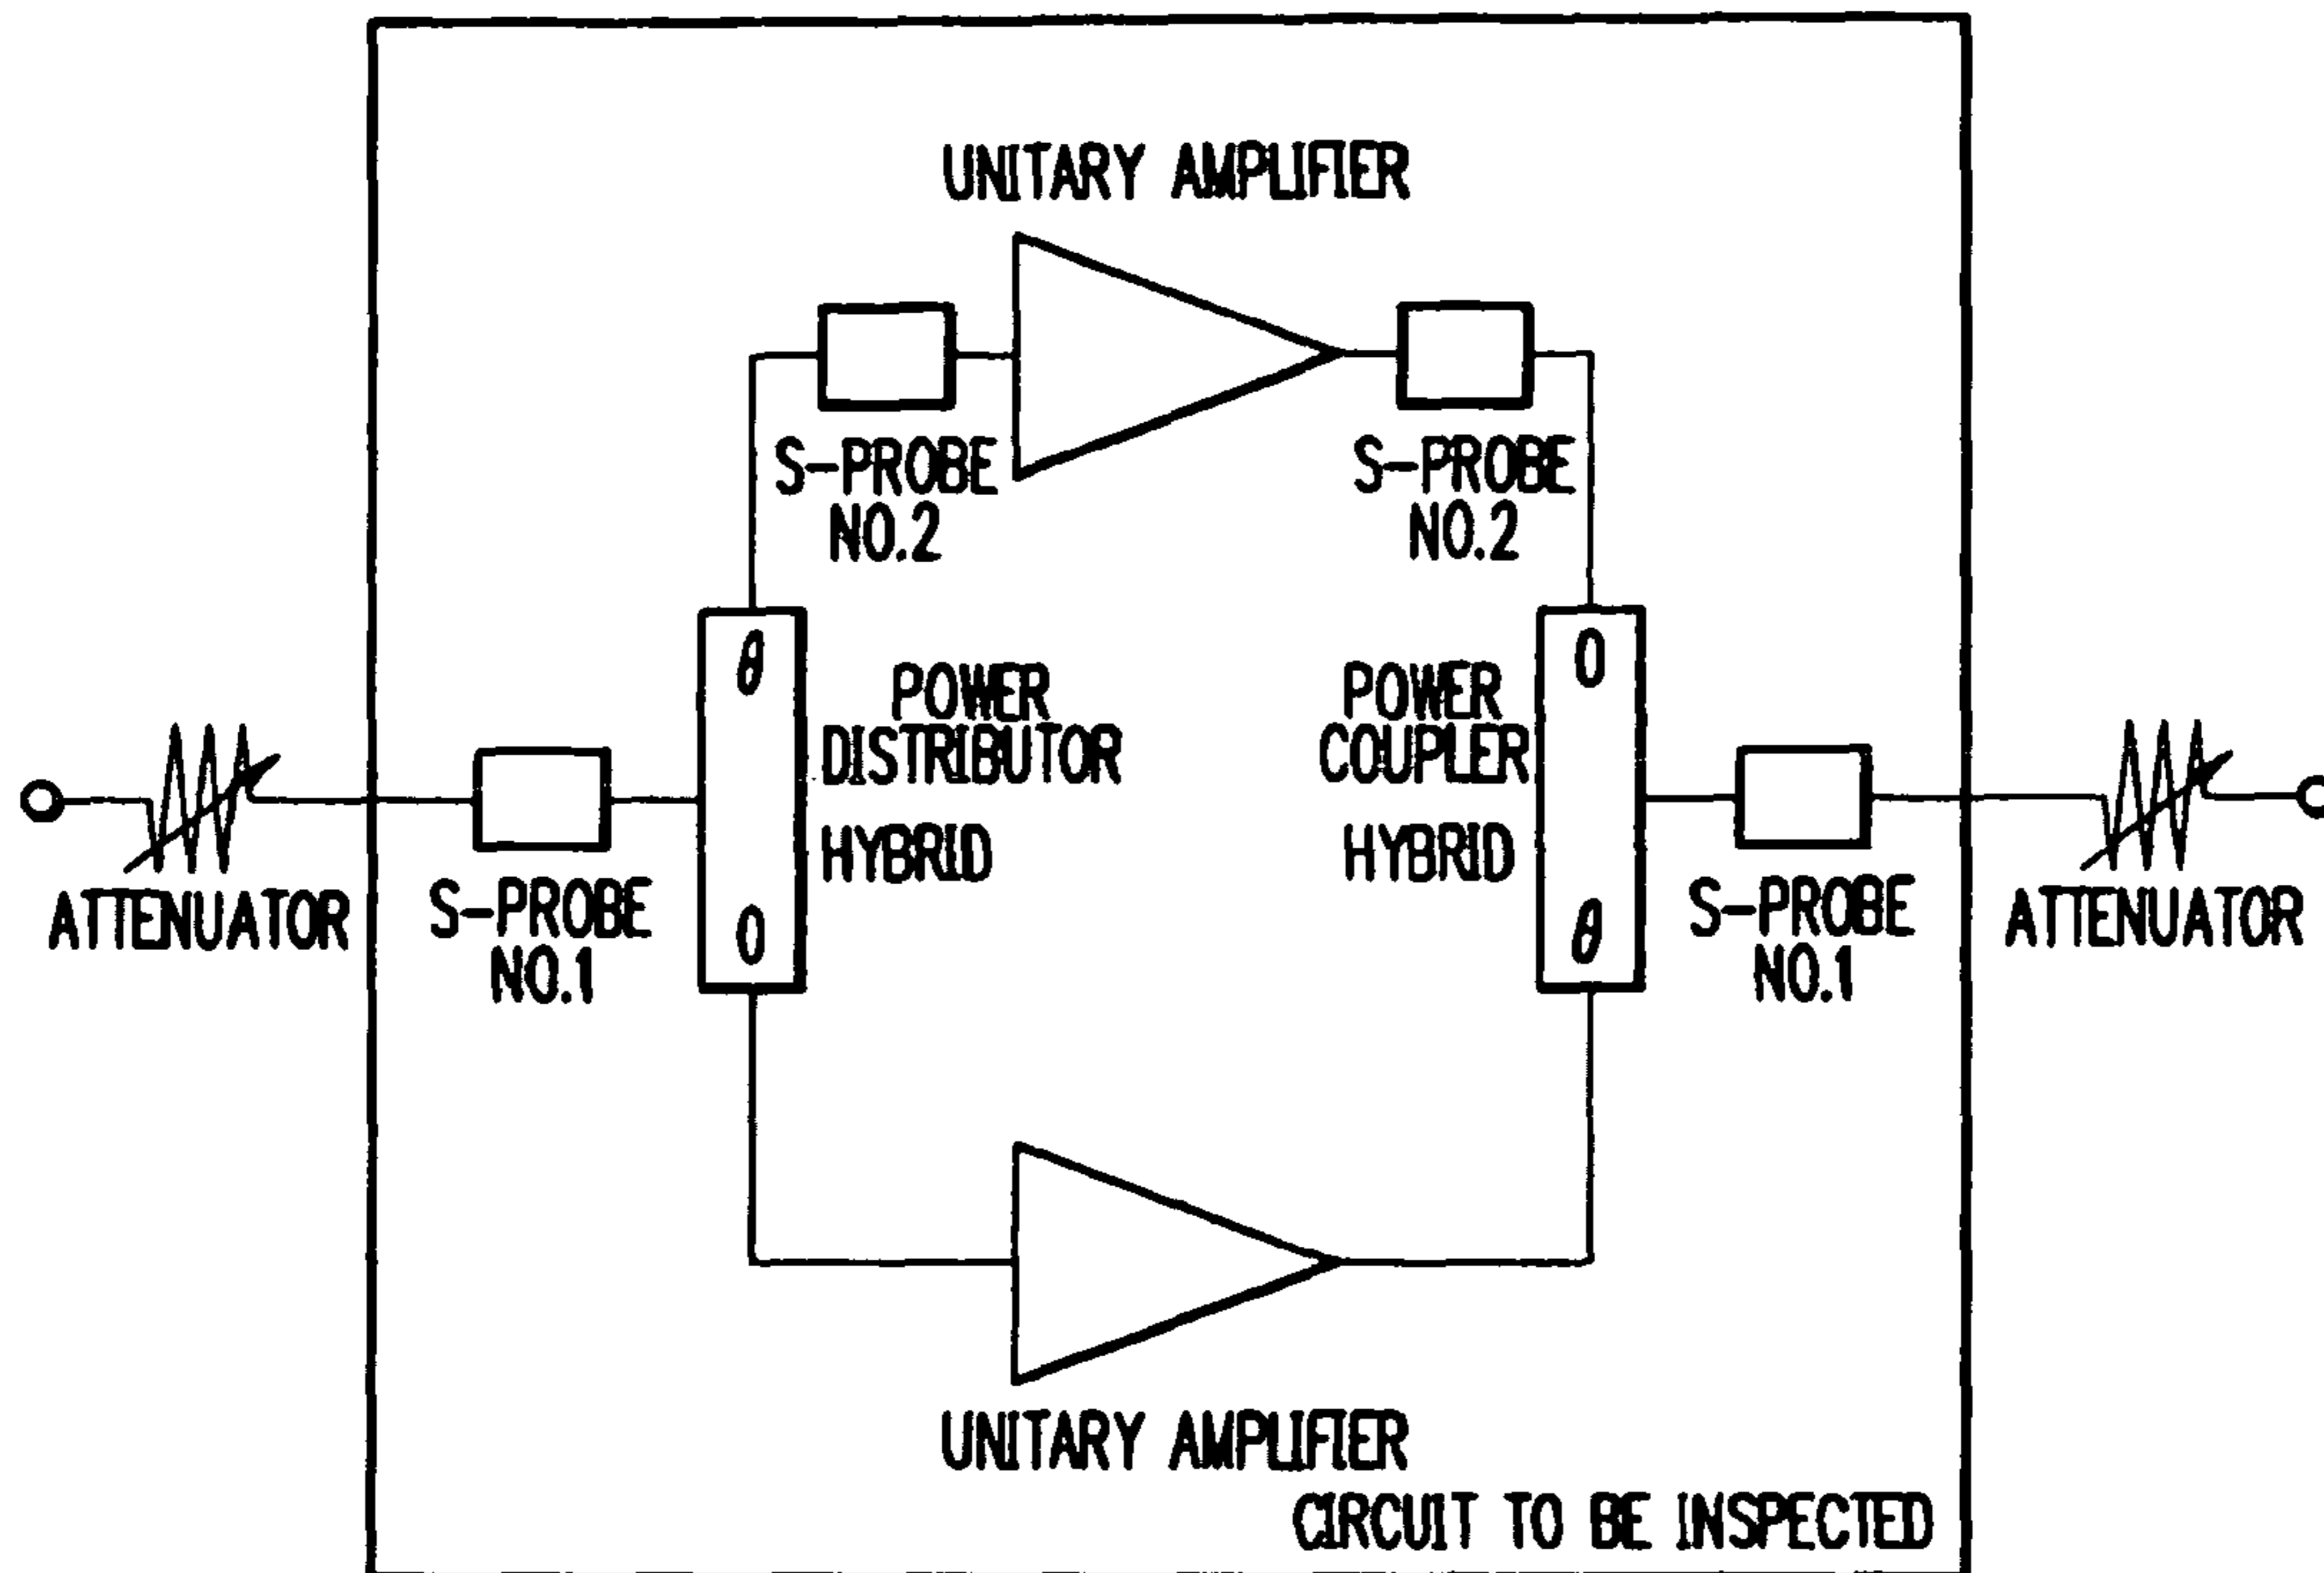 UNITARY AMPLIFIER
S-PROBE
NO.2
S-PROBE
NO.2
θ
POWER
DISTRIBUTOR
HYBRID
0
POWER
COUPLER
HYBRID
0
θ
ATTENUATOR
S-PROBE
NO.1
S-PROBE
NO.1
ATTENUATOR
UNITARY AMPLIFIER
CIRCUIT TO BE INSPECTED